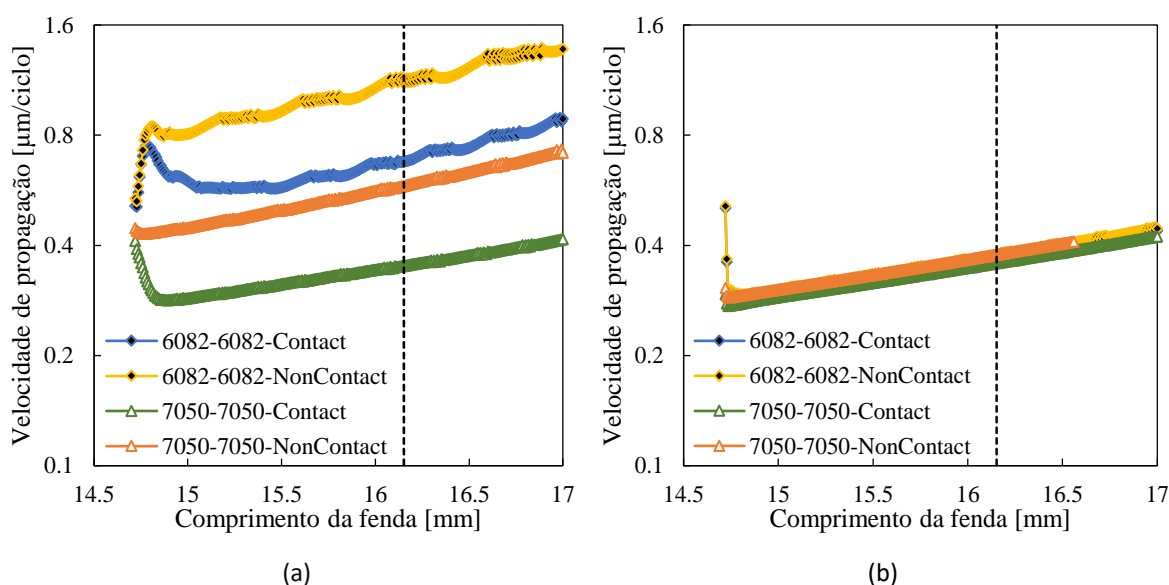 Velocidade de propagação [µm/ciclo]
1.6
0.8
0.4
0.2
0.1
6082-6082-Contact
6082-6082-NonContact
7050-7050-Contact
7050-7050-NonContact
14.5 15 15.5 16 16.5 17
Comprimento da fenda [mm]
(a)
Velocidade de propagação [µm/ciclo]
1.6
0.8
0.4
0.2
0.1
6082-6082-Contact
6082-6082-NonContact
7050-7050-Contact
7050-7050-NonContact
14.5 15 15.5 16 16.5 17
Comprimento da fenda [mm]
(b)